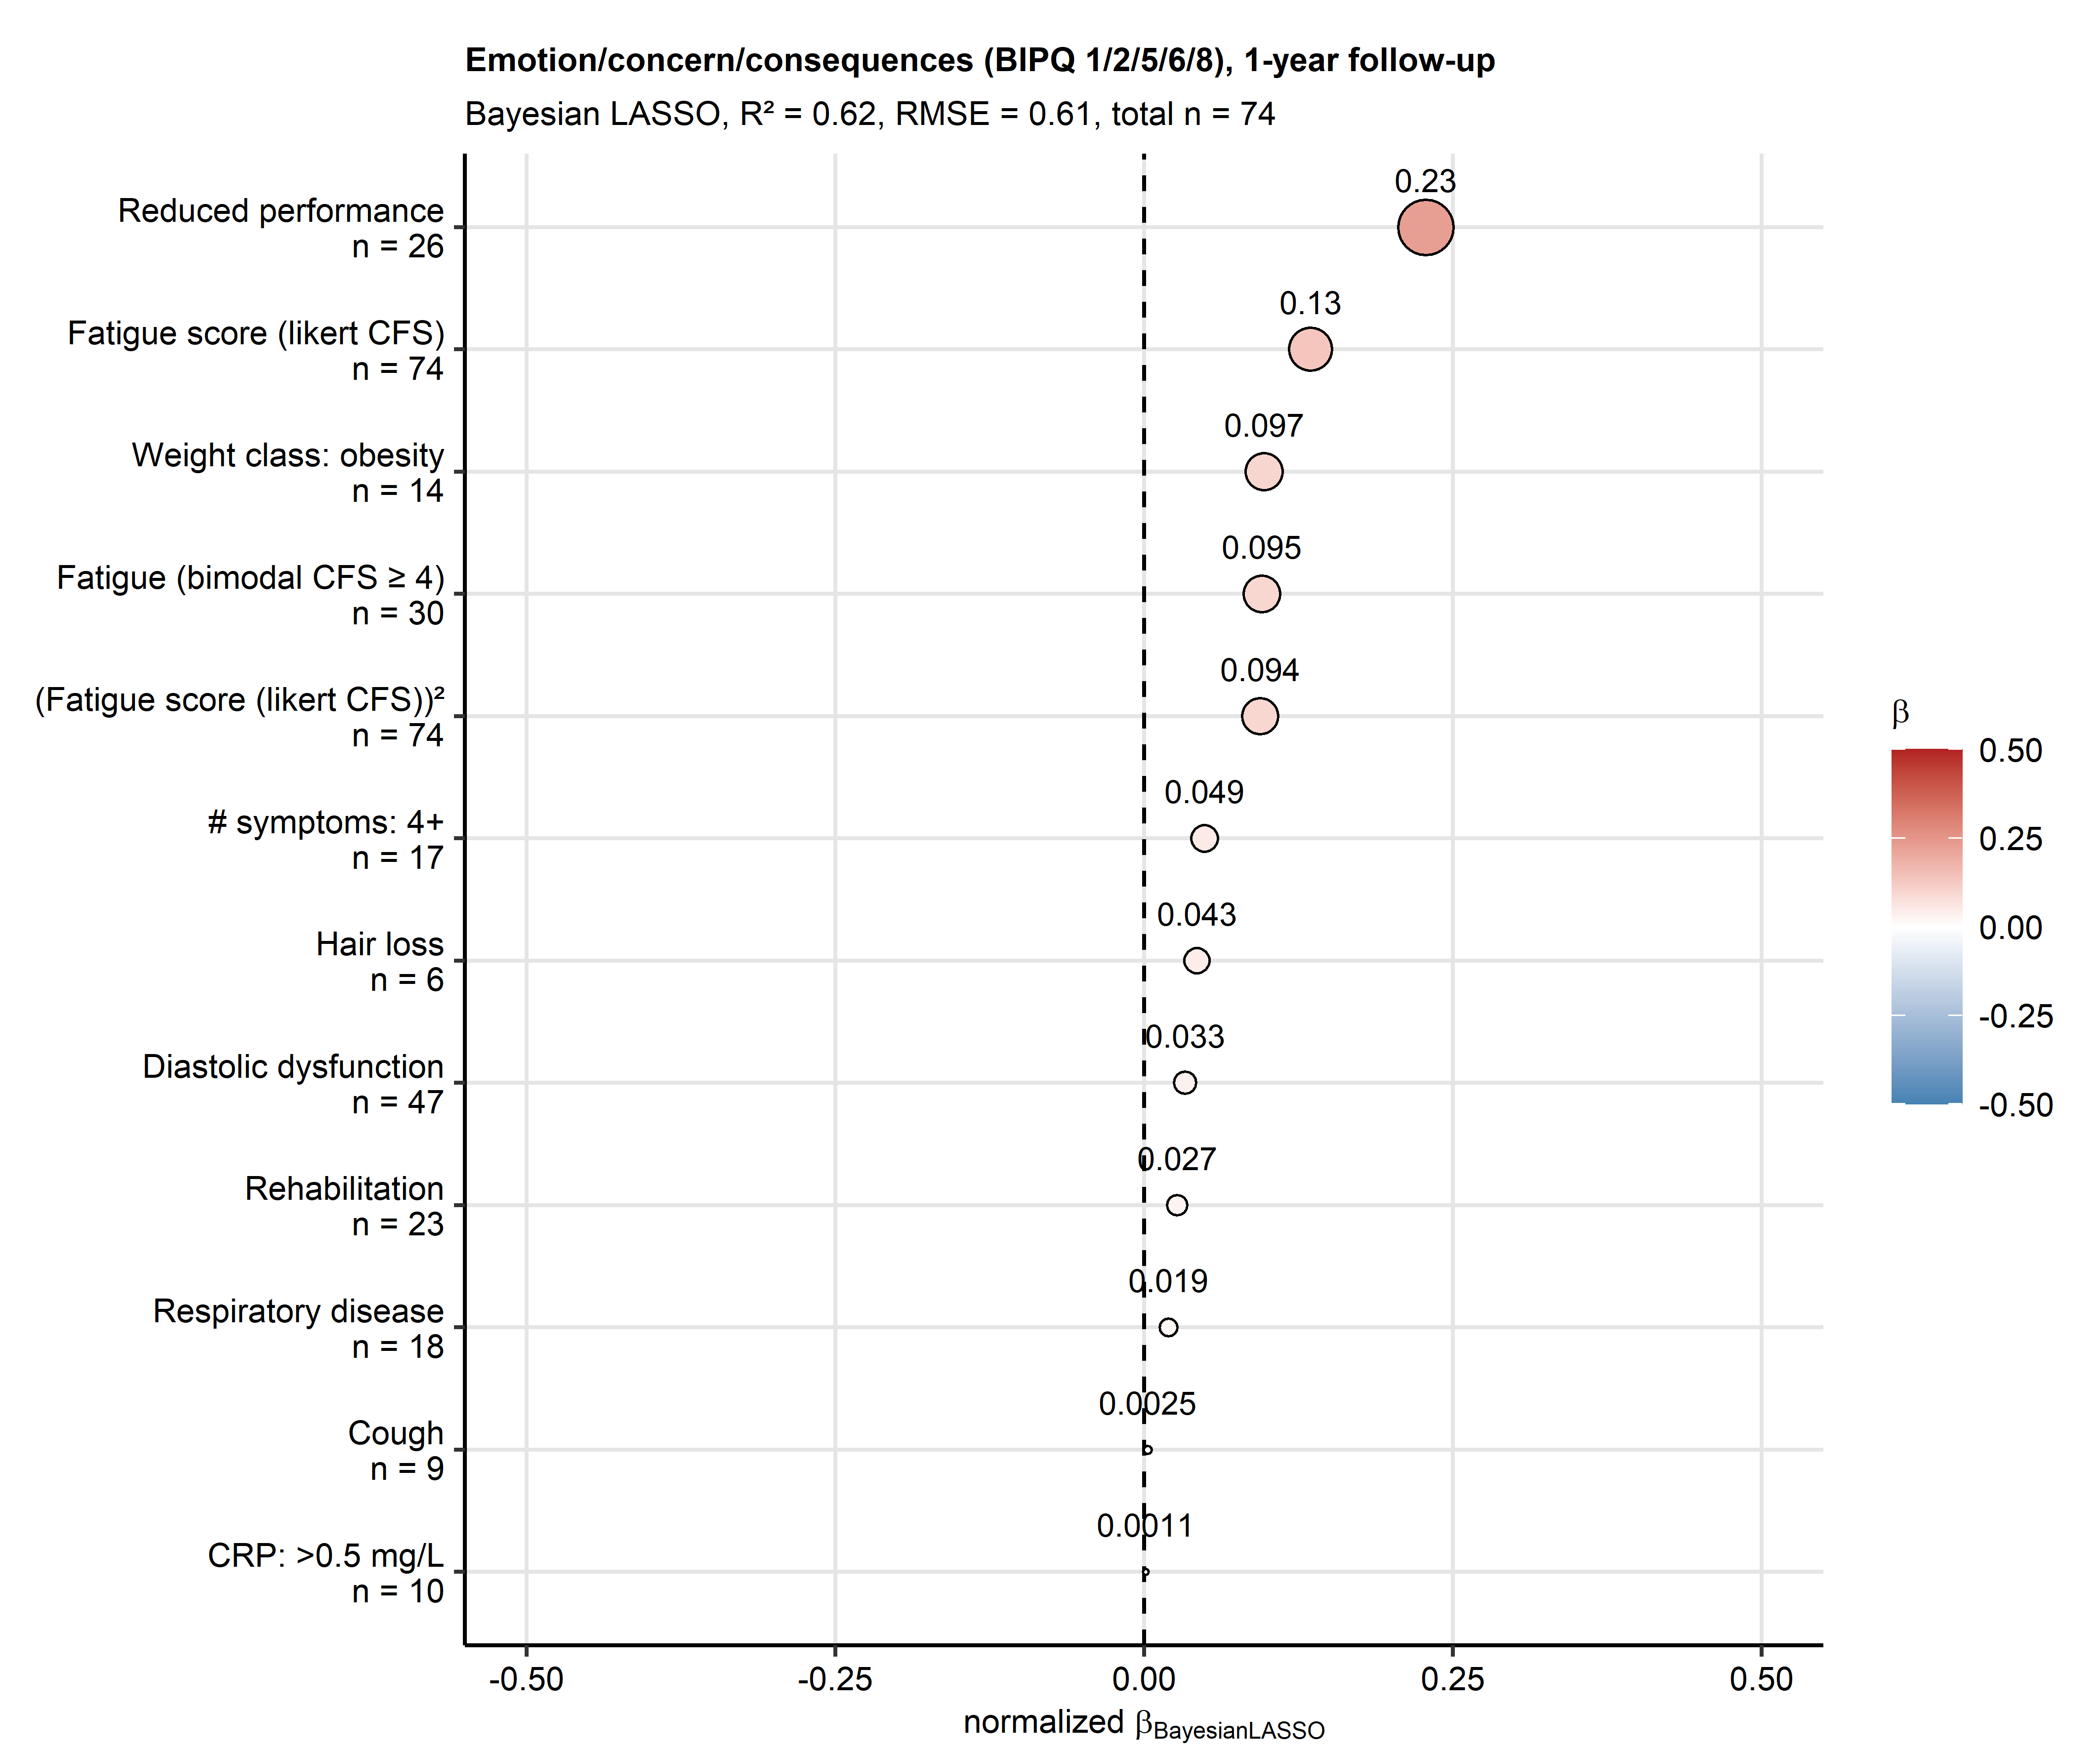 Emotion/concern/consequences (BIPQ 1/2/5/6/8), 1-year follow-up
Bayesian LASSO, R² = 0.62, RMSE = 0.61, total n = 74
Reduced performance
n = 26
0.23
Fatigue score (likert CFS)
n = 74
0.13
Weight class: obesity
n = 14
0.097
Fatigue (bimodal CFS ≥ 4)
n = 30
0.095
(Fatigue score (likert CFS))²
n = 74
0.094
# symptoms: 4+
n = 17
0.049
Hair loss
n = 6
0.043
Diastolic dysfunction
n = 47
0.033
Rehabilitation
n = 23
0.027
Respiratory disease
n = 18
0.019
Cough
n = 9
0.0025
CRP: >0.5 mg/L
n = 10
0.0011
-0.50
-0.25
0.00
0.25
0.50
normalized βBayesianLASSO
β
0.50
0.25
0.00
-0.25
-0.50